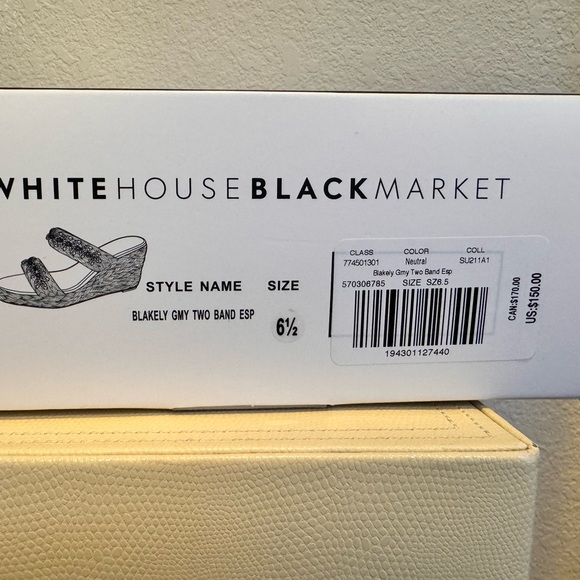 WHITEHOUSEBLACKMARKET
STYLE NAME SIZE
BLAKELY GMY TWO BAND ESP 6½
CLASS COLOR COLL
774501301 Neutral SU211A1
Blakely Gmy Two Band Esp
570306785 SIZE SZ6.5
194301127440
CAN:$170.00
US:$150.00